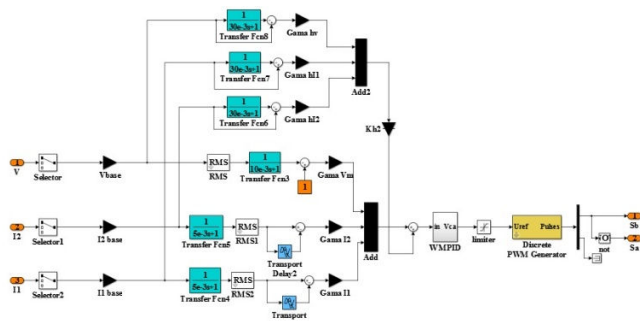 1
30e-3s+1
Transfer Fcn8
Gama hv
1
30e-3s+1
Transfer Fcn7
Gama hI1
Add2
1
30e-3s+1
Transfer Fcn6
Gama hI2
Kh2
1
V
Selector
Vbase
RMS
RMS
1
10e-3s+1
Transfer Fcn3
1
Gama Vm
2
I2
Selector1
I2 base
1
5e-3s+1
Transfer Fcn5
RMS
RMS1
Transport
Delay2
Gama I2
Add
in Vca
WMPID
limiter
Uref Pulses
Discrete
PWM Generator
1
Sb
not
2
Sa
3
I1
Selector2
I1 base
1
5e-3s+1
Transfer Fcn4
RMS
RMS2
Transport
Gama I1